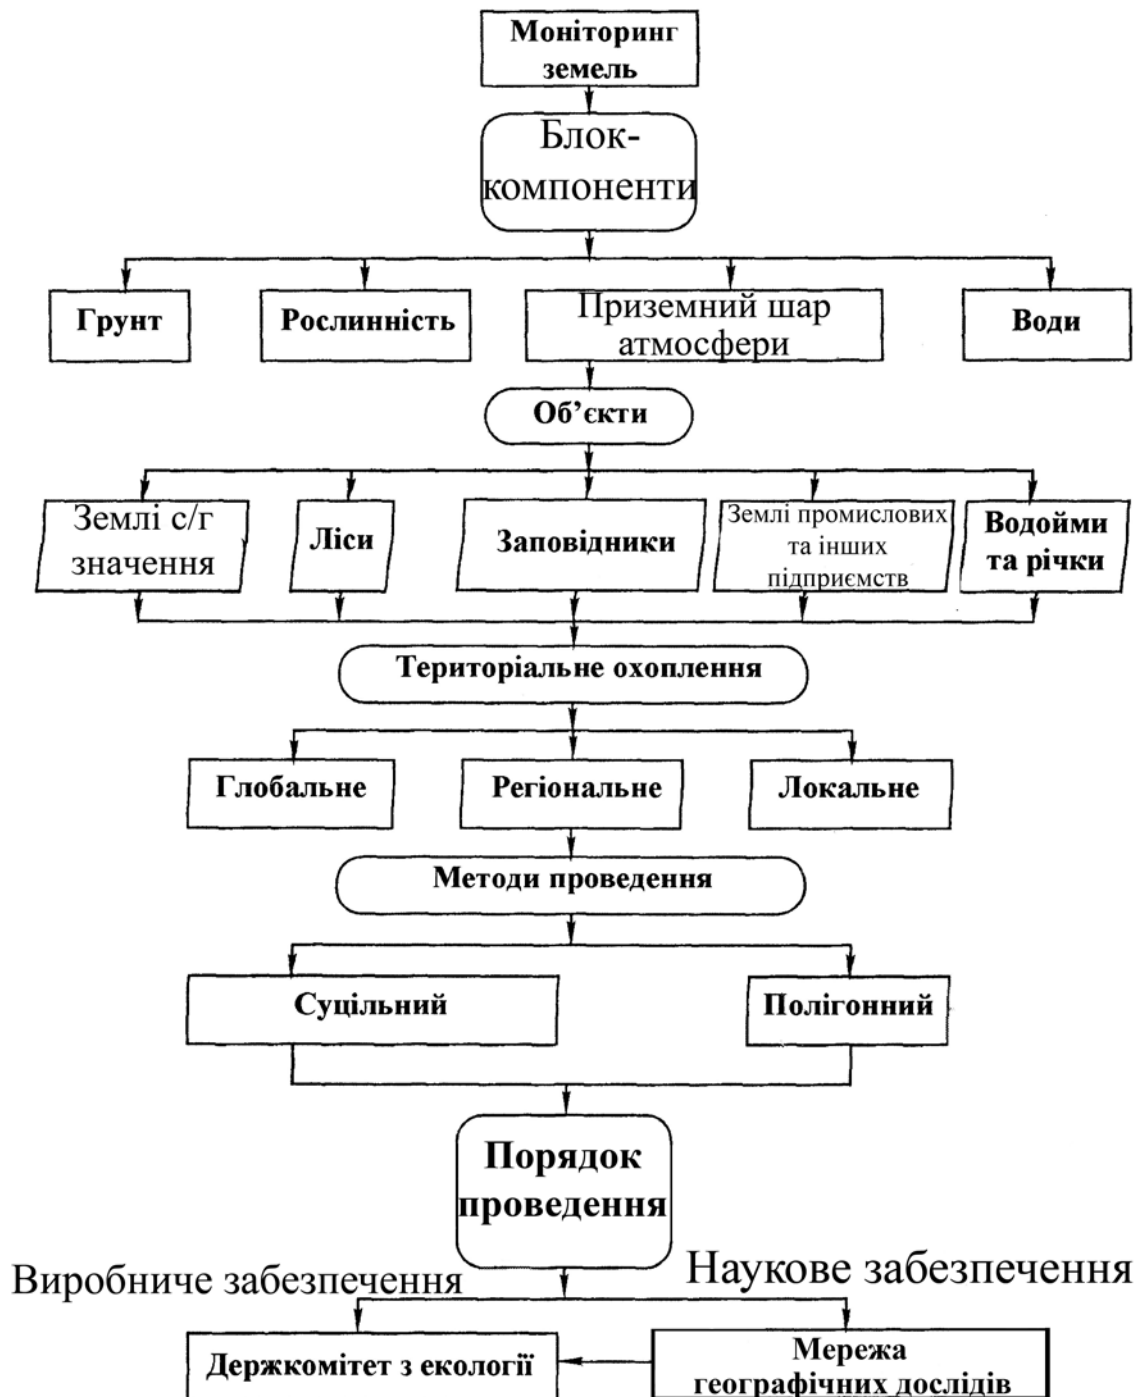 Моніторинг
земель
Блок-
компоненти
Грунт
Рослинність
Приземний шар
атмосфери
Води
Об’єкти
Землі с/г
значення
Ліси
Заповідники
Землі промислових
та інших
підприємств
Водойми
та річки
Територіальне охоплення
Глобальне
Регіональне
Локальне
Методи проведення
Суцільний
Полігонний
Порядок
проведення
Виробниче забезпечення
Наукове забезпечення
Держкомітет з екології
Мережа
географічних дослідів